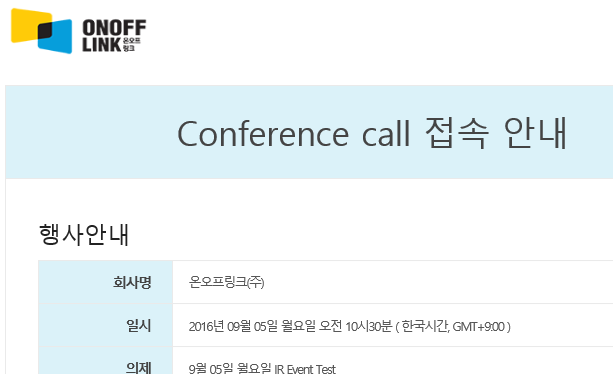 ONOFF
LINK 온오프
링크
Conference call 접속 안내
행사안내
회사명 온오프링크(주)
일시 2016년 09월 05일 월요일 오전 10시30분 ( 한국시간, GMT+9:00 )
의제 9월 05일 월요일 IR Event Test